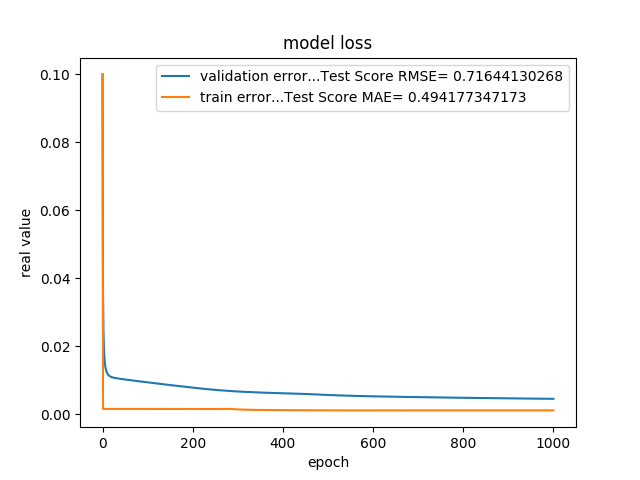 model loss
validation error...Test Score RMSE= 0.71644130268
train error...Test Score MAE= 0.494177347173
0.10
0.08
0.06
0.04
0.02
0.00
real value
0 200 400 600 800 1000
epoch